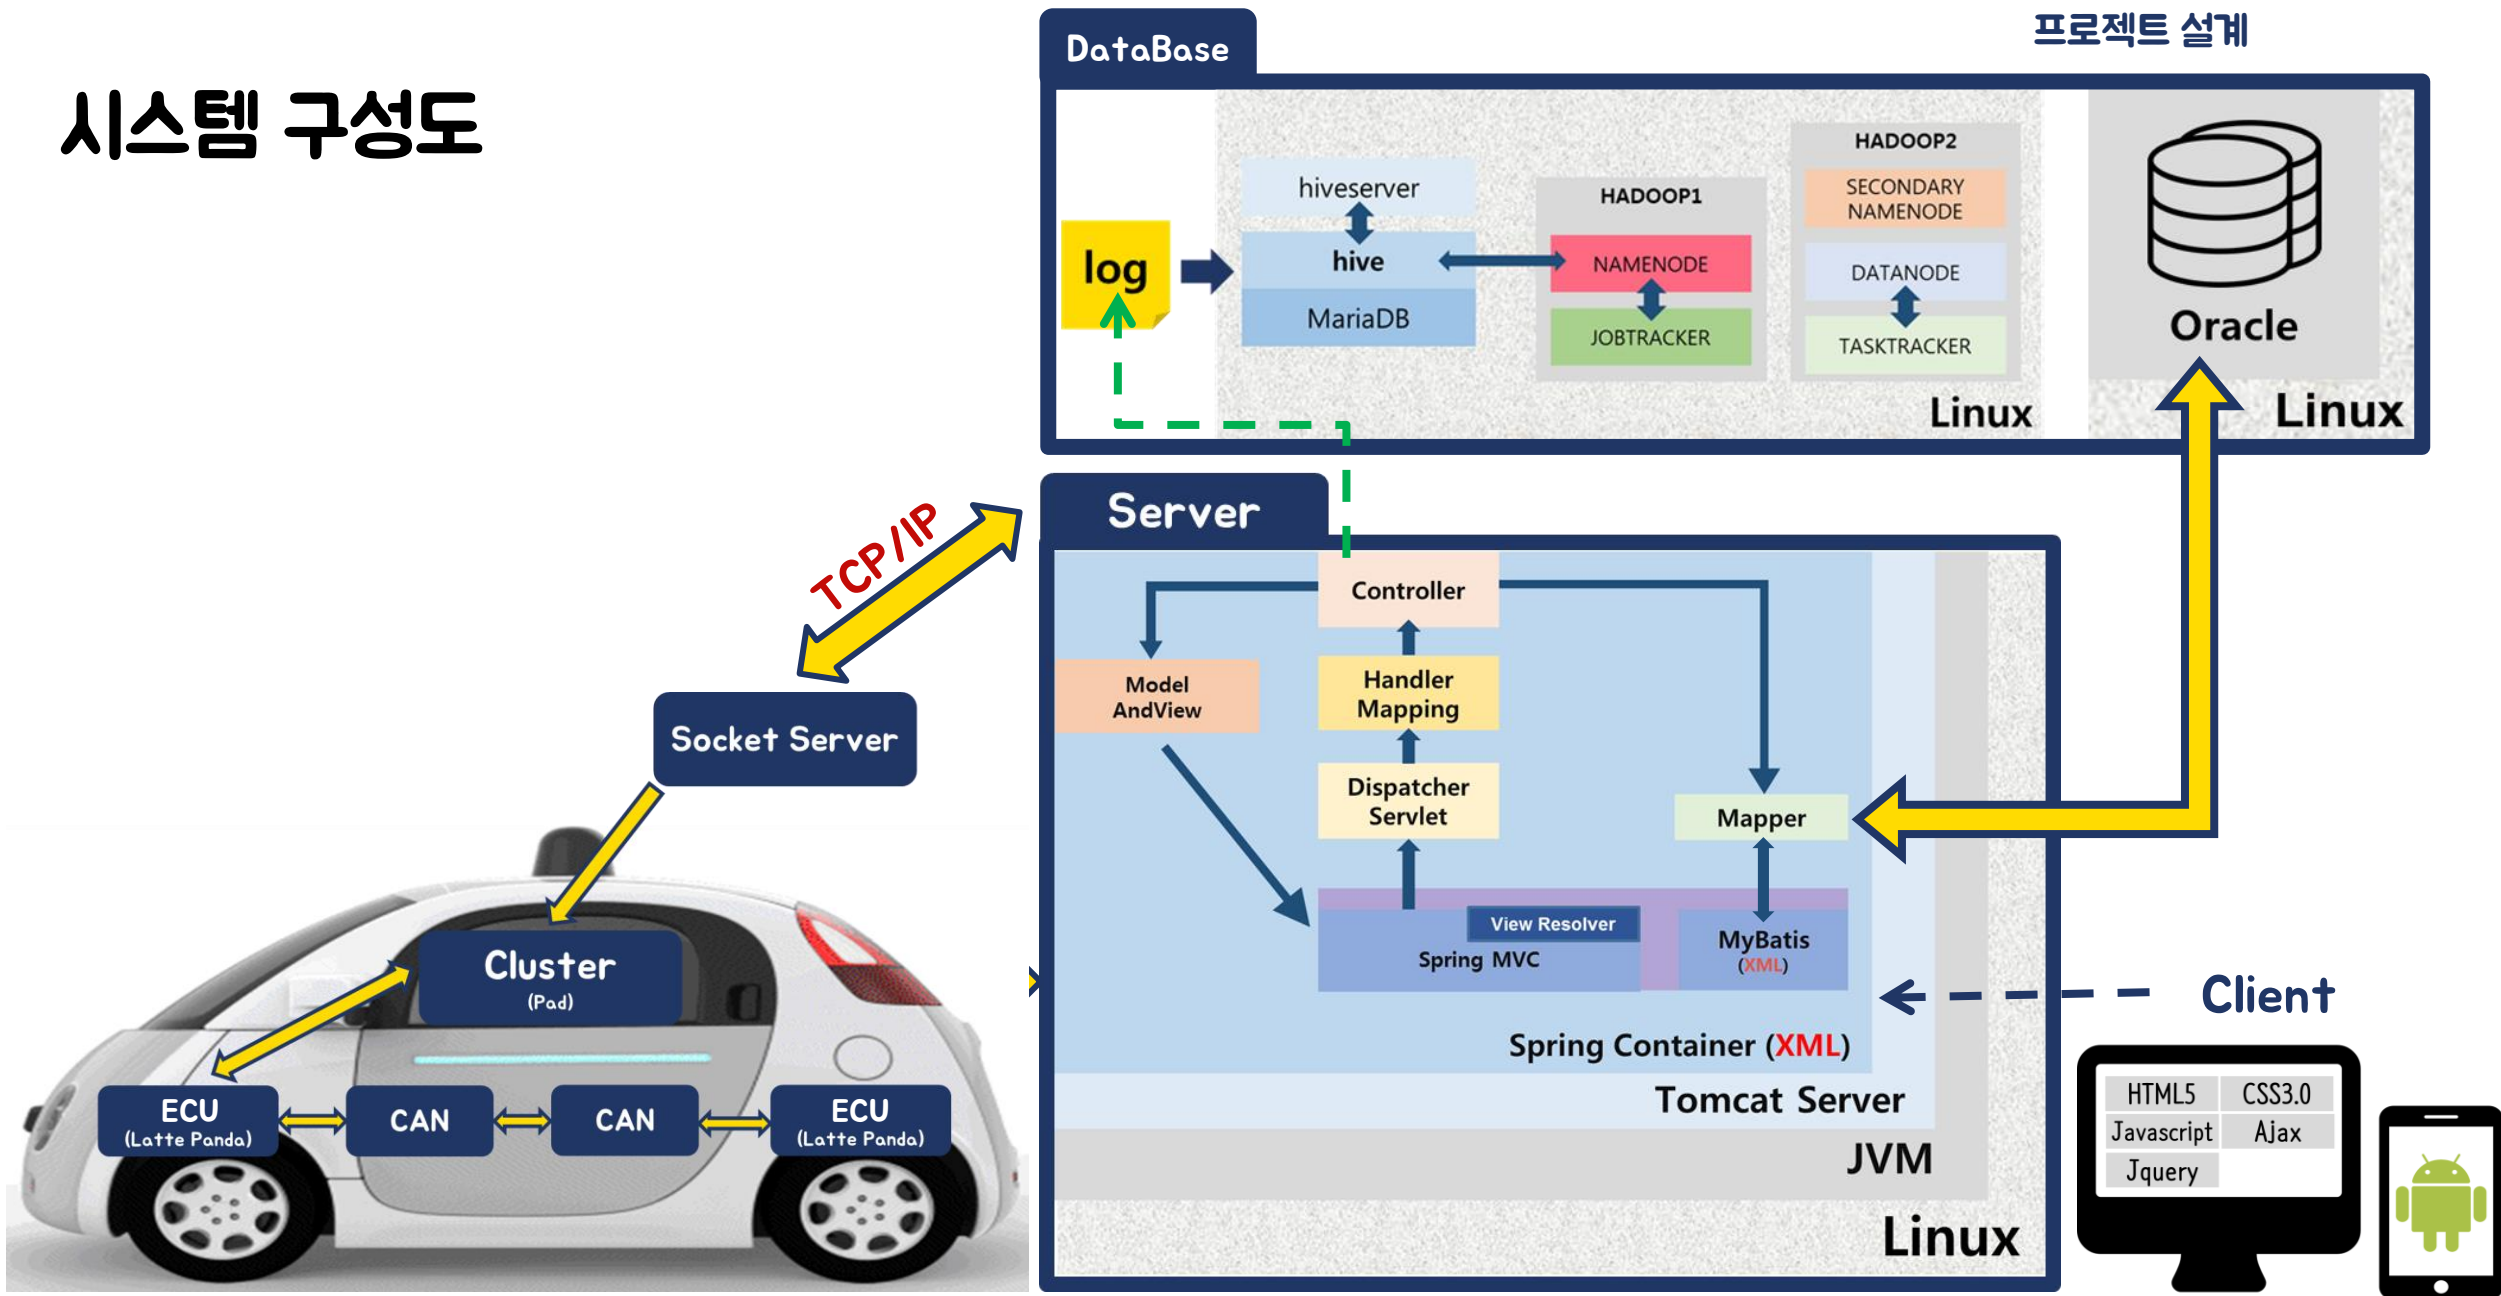 프로젝트 설계
시스템 구성도
DataBase
log
hiveserver
hive
MariaDB
HADOOP1
NAMENODE
JOBTRACKER
HADOOP2
SECONDARY
NAMENODE
DATANODE
TASKTRACKER
Linux
Oracle
Linux
TCP/IP
Socket Server
Cluster
(Pad)
ECU
(Latte Panda)
CAN
CAN
ECU
(Latte Panda)
Server
Controller
Model
AndView
Handler
Mapping
Dispatcher
Servlet
Mapper
View Resolver
Spring MVC
MyBatis
(XML)
Spring Container (XML)
Tomcat Server
JVM
Linux
Client
HTML5 CSS3.0
Javascript Ajax
Jquery